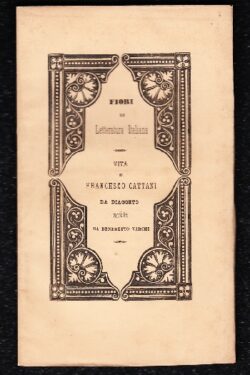 FIORI
DI
Letteratura Italiana
VITA
DI
FRANCESCO CATTANI
DA DIACCETO
DA BENEDETTO VARCHI